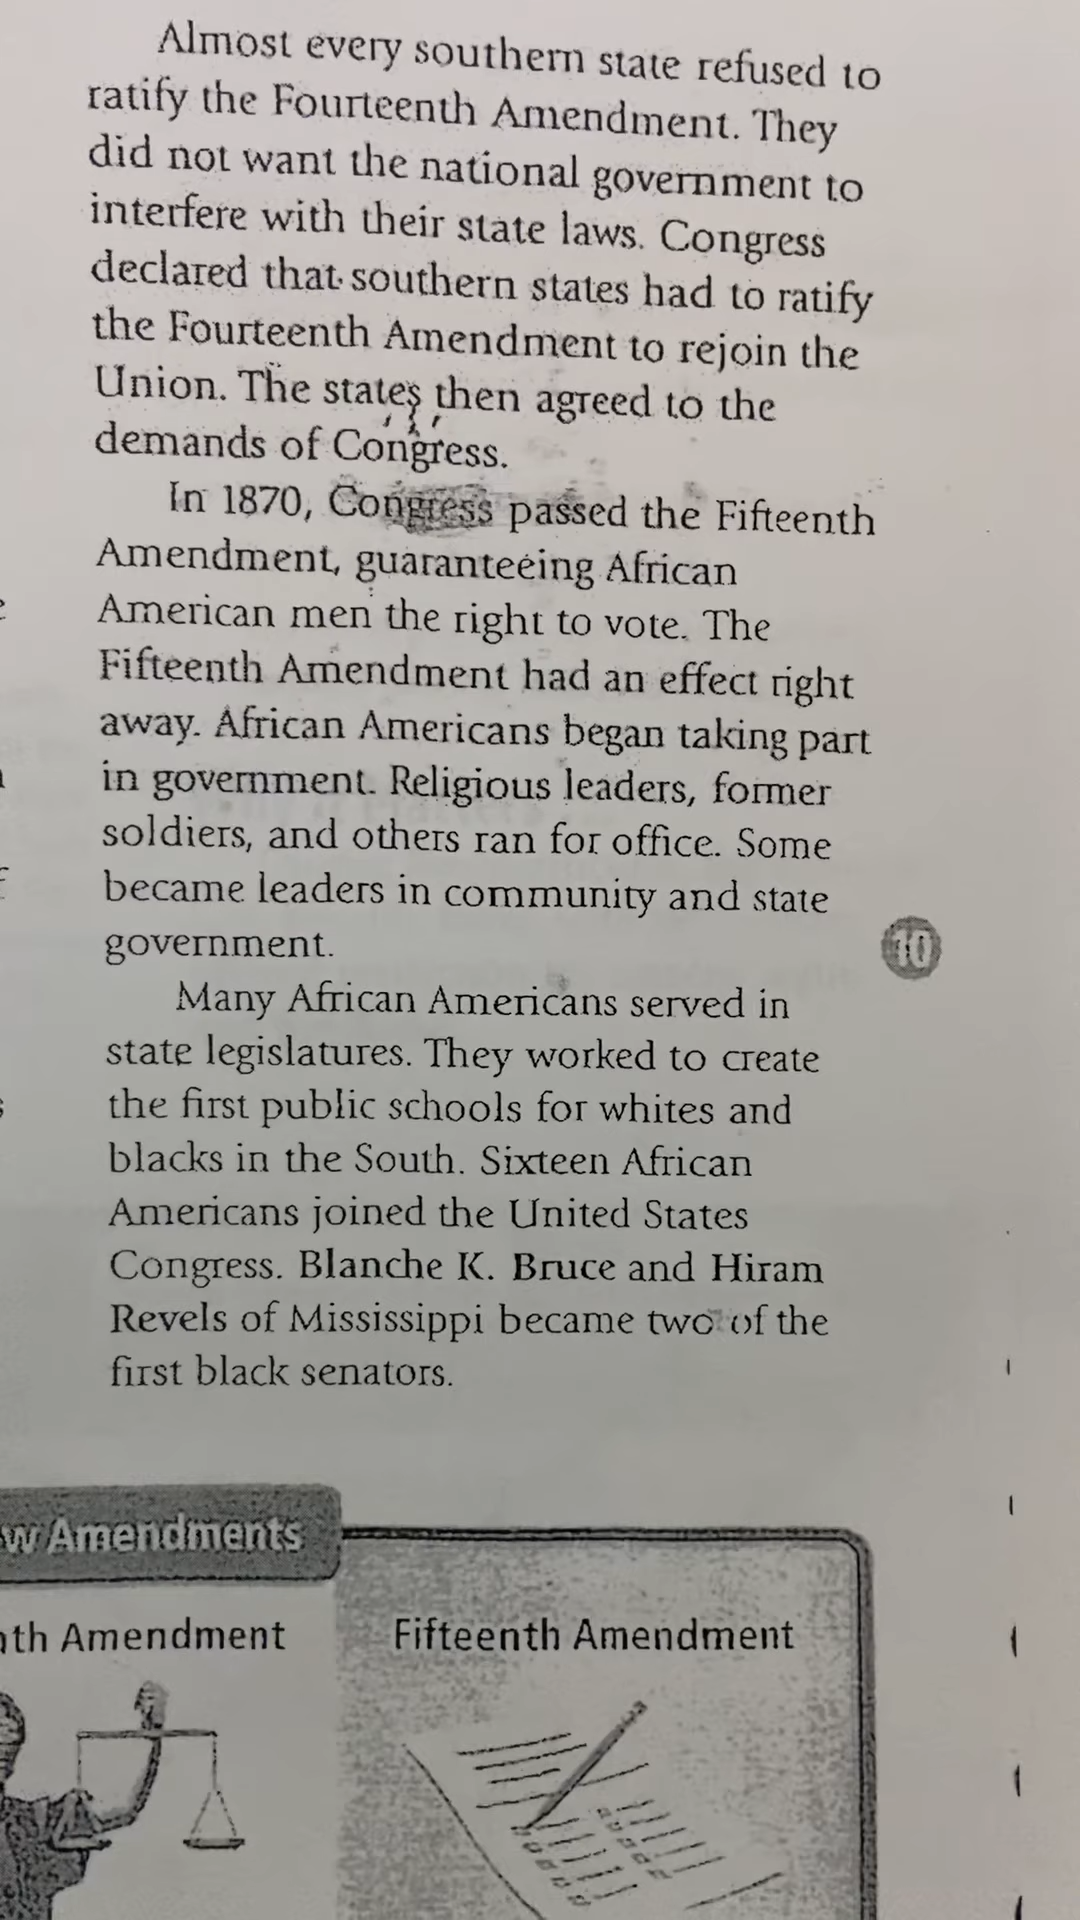 Almost every southern state refused to
ratify the Fourteenth Amendment. They
did not want the national government to
interfere with their state laws. Congress
declared that southern states had to ratify
the Fourteenth Amendment to rejoin the
Union. The states then agreed to the
demands of Congress.
In 1870, Congress passed the Fifteenth
Amendment, guaranteeing African
American men the right to vote. The
Fifteenth Amendment had an effect right
away. African Americans began taking part
in government. Religious leaders, former
soldiers, and others ran for office. Some
became leaders in community and state
government.
10
Many African Americans served in
state legislatures. They worked to create
the first public schools for whites and
blacks in the South. Sixteen African
Americans joined the United States
Congress. Blanche K. Bruce and Hiram
Revels of Mississippi became two of the
first black senators.
w Amendments
th Amendment
Fifteenth Amendment